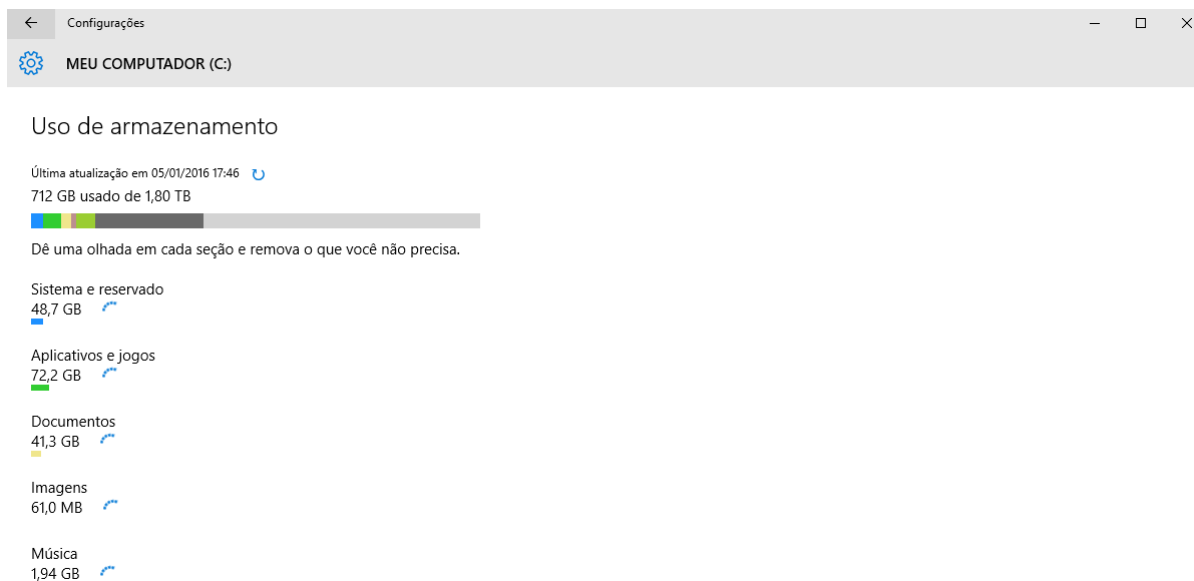 Configurações
MEU COMPUTADOR (C:)
Uso de armazenamento
Última atualização em 05/01/2016 17:46
712 GB usado de 1,80 TB
Dê uma olhada em cada seção e remova o que você não precisa.
Sistema e reservado
48,7 GB
Aplicativos e jogos
72,2 GB
Documentos
41,3 GB
Imagens
61,0 MB
Música
1,94 GB